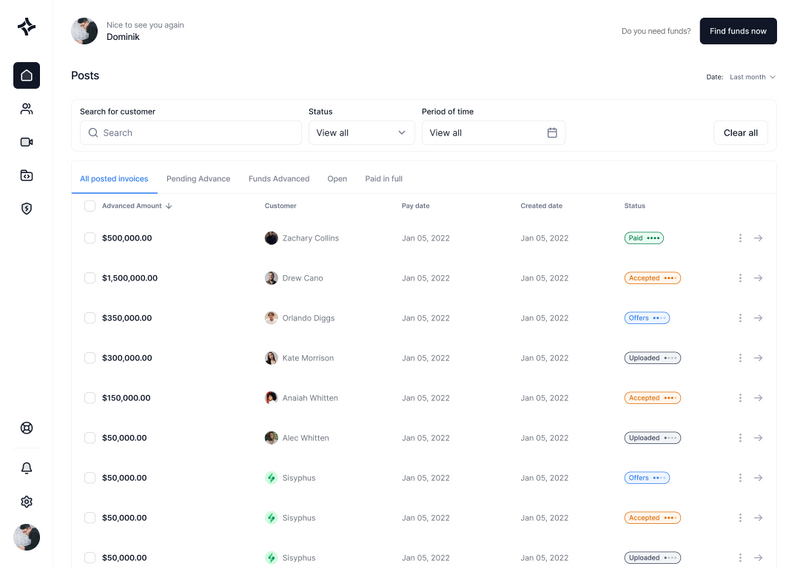 Nice to see you again
Dominik
Do you need funds?
Find funds now
Posts
Date: Last month
Search for customer
Status
Period of time
Search
View all
View all
Clear all
All posted invoices
Pending Advance
Funds Advanced
Open
Paid in full
Advanced Amount
Customer
Pay date
Created date
Status
$500,000.00 Zachary Collins Jan 05, 2022 Jan 05, 2022 Paid
$1,500,000.00 Drew Cano Jan 05, 2022 Jan 05, 2022 Accepted
$350,000.00 Orlando Diggs Jan 05, 2022 Jan 05, 2022 Offers
$300,000.00 Kate Morrison Jan 05, 2022 Jan 05, 2022 Uploaded
$150,000.00 Anaiah Whitten Jan 05, 2022 Jan 05, 2022 Accepted
$50,000.00 Alec Whitten Jan 05, 2022 Jan 05, 2022 Uploaded
$50,000.00 Sisyphus Jan 05, 2022 Jan 05, 2022 Offers
$50,000.00 Sisyphus Jan 05, 2022 Jan 05, 2022 Accepted
$50,000.00 Sisyphus Jan 05, 2022 Jan 05, 2022 Uploaded